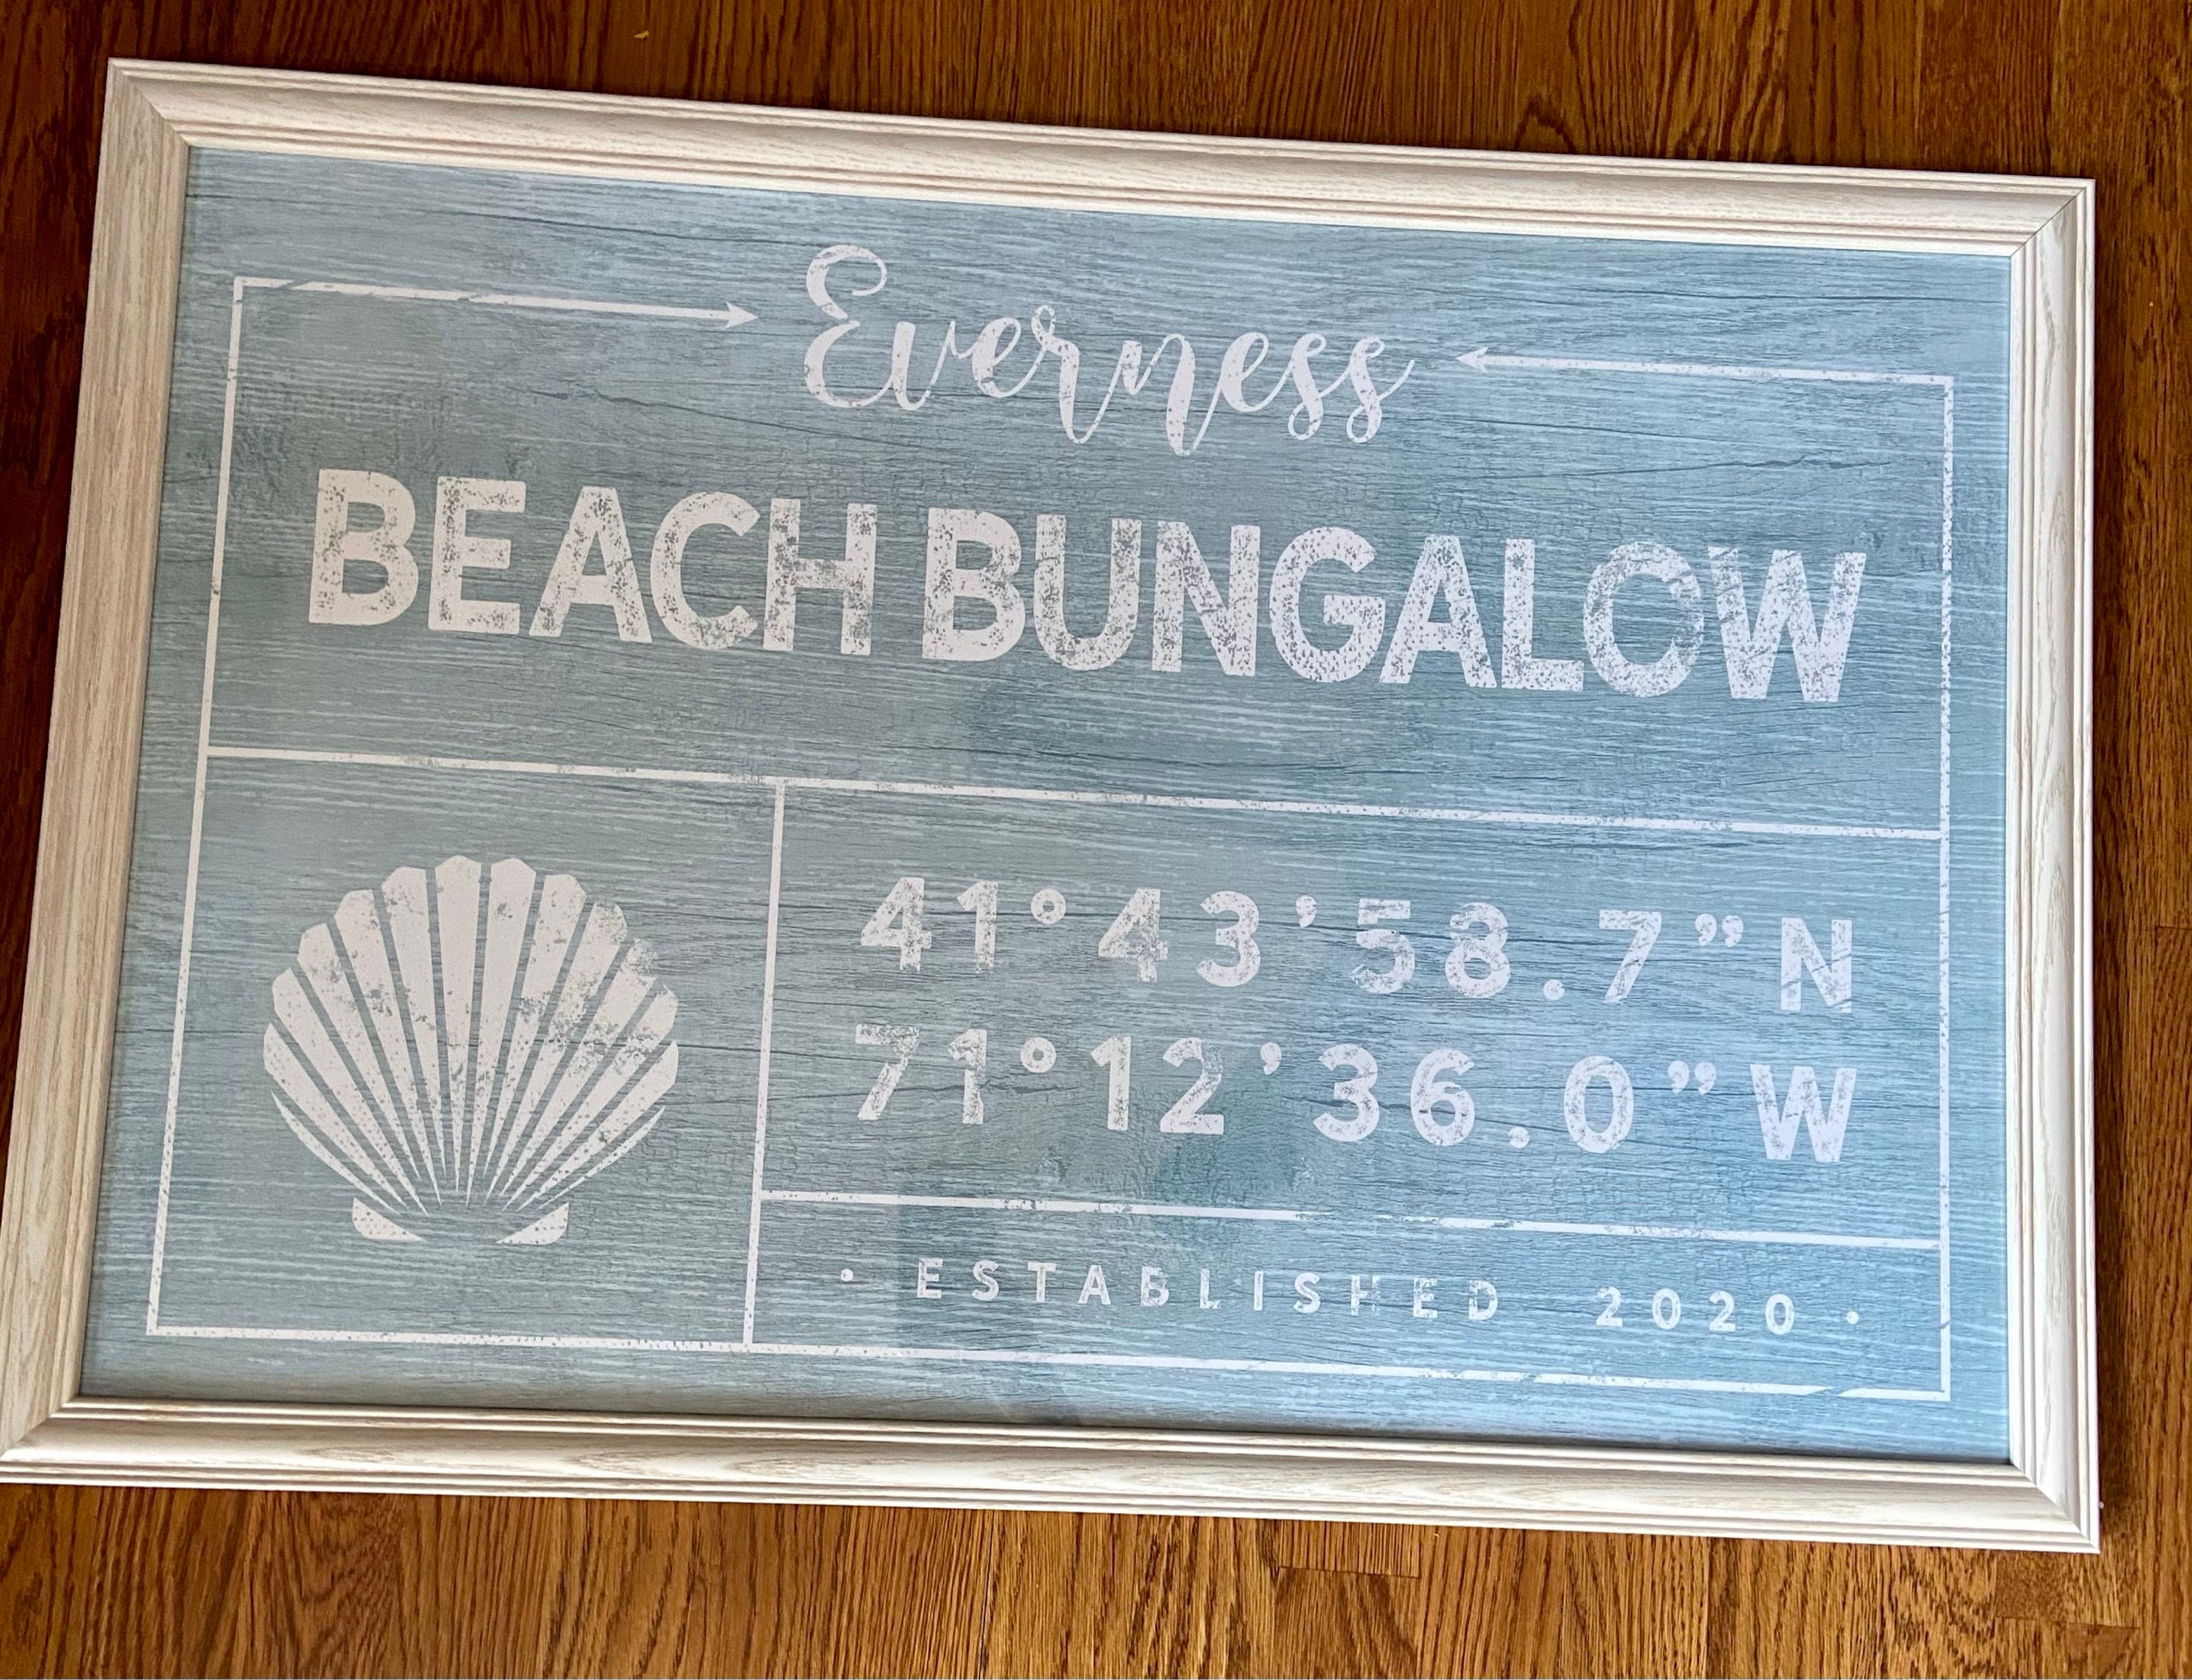 Everness
BEACH BUNGALOW
41°43’58.7”N
71°12’36.0”W
• ESTABLISHED 2020 •